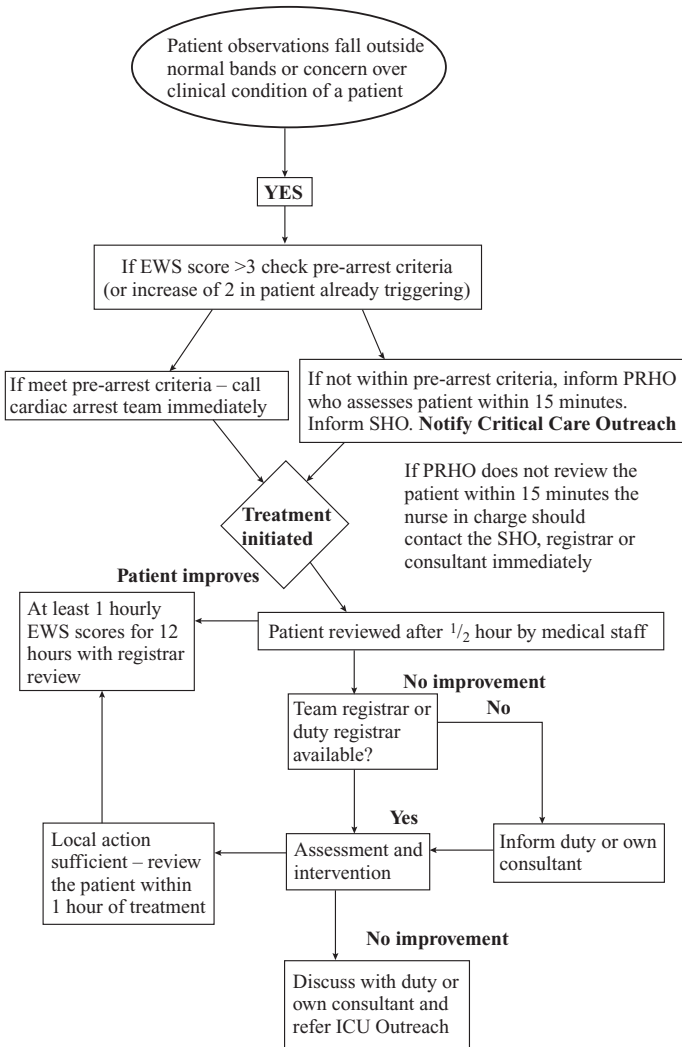 Patient observations fall outside
normal bands or concern over
clinical condition of a patient
YES
If EWS score >3 check pre-arrest criteria
(or increase of 2 in patient already triggering)
If meet pre-arrest criteria – call
cardiac arrest team immediately
If not within pre-arrest criteria, inform PRHO
who assesses patient within 15 minutes.
Inform SHO. Notify Critical Care Outreach
If PRHO does not review the
patient within 15 minutes the
nurse in charge should
contact the SHO, registrar or
consultant immediately
Treatment
initiated
Patient improves
At least 1 hourly
EWS scores for 12
hours with registrar
review
Patient reviewed after 1/2 hour by medical staff
No improvement
Team registrar or
duty registrar
available?
No
Yes
Local action
sufficient – review
the patient within
1 hour of treatment
Assessment and
intervention
Inform duty or own
consultant
No improvement
Discuss with duty or
own consultant and
refer ICU Outreach